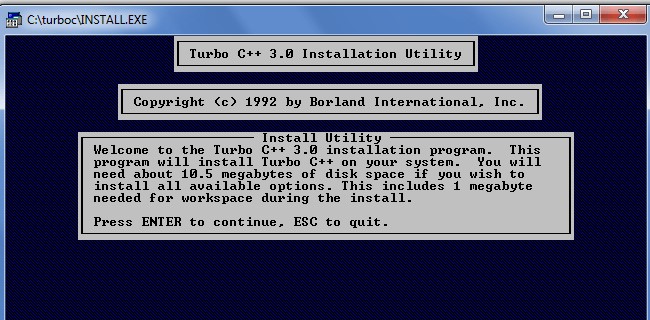 C:\turboc\INSTALL.EXE
Turbo C++ 3.0 Installation Utility
Copyright (c) 1992 by Borland International, Inc.
Install Utility
Welcome to the Turbo C++ 3.0 installation program.  This
program will install Turbo C++ on your system.  You will
need about 10.5 megabytes of disk space if you wish to
install all available options. This includes 1 megabyte
needed for workspace during the install.
Press ENTER to continue, ESC to quit.